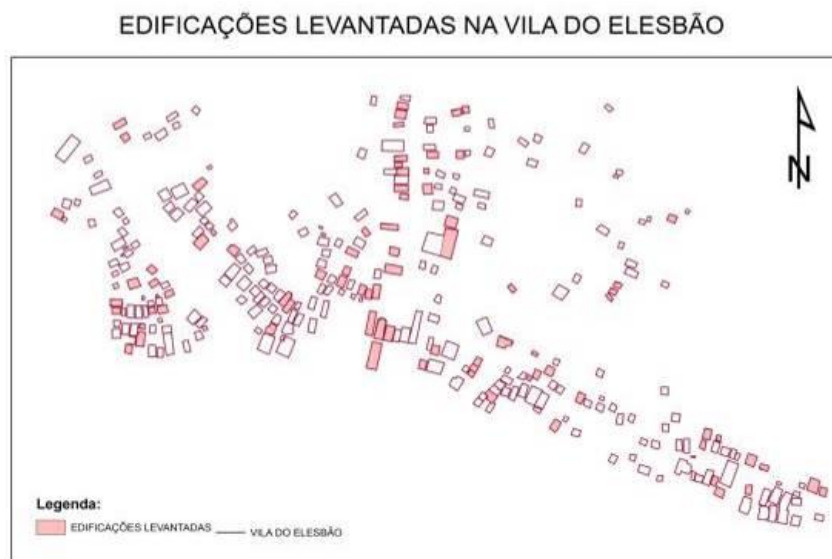 EDIFICAÇÕES LEVANTADAS NA VILA DO ELESBÃO
N
Legenda:
EDIFICAÇÕES LEVANTADAS VILA DO ELESBÃO